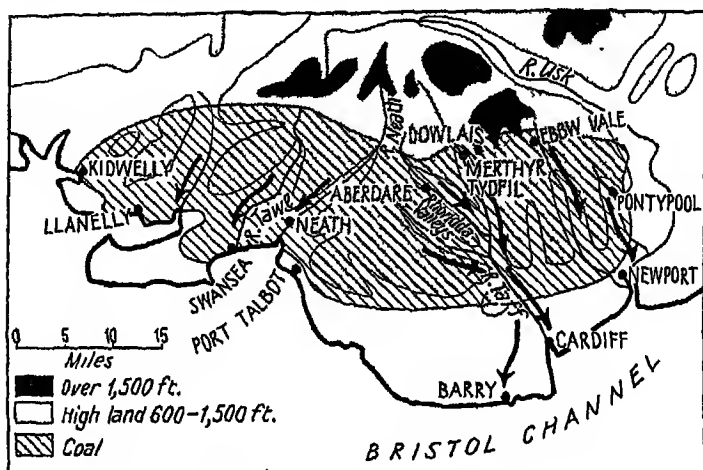 R. Usk
R. Neath
DOWLAIS
EBBW VALE
KIDWELLY
MERTHYR
TYDFIL
ABERDARE
PONTYPOOL
LLANELLY
R. Tawe
NEATH
Rhondda
Valleys
NEWPORT
SWANSEA
PORT TALBOT
R. Taff
CARDIFF
BARRY
BRISTOL CHANNEL
0 5 10 15
Miles
Over 1,500 ft.
High land 600-1,500 ft.
Coal